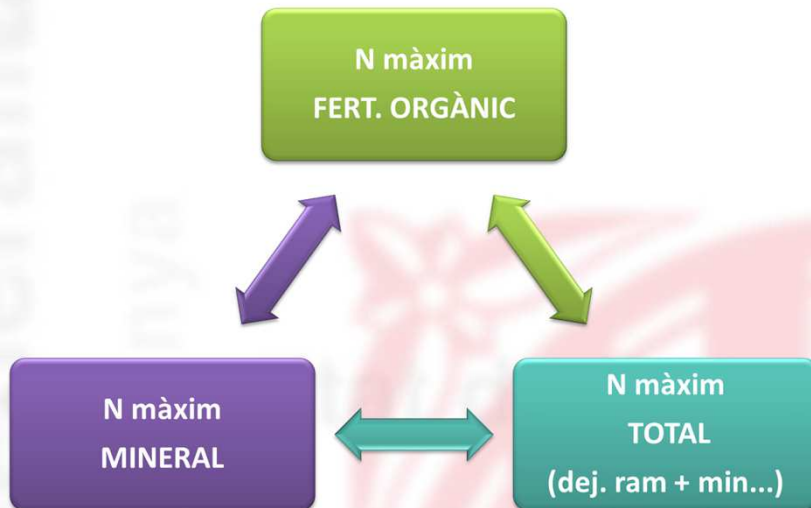 N màxim
FERT. ORGÀNIC
N màxim
MINERAL
N màxim
TOTAL
(dej. ram + min...)